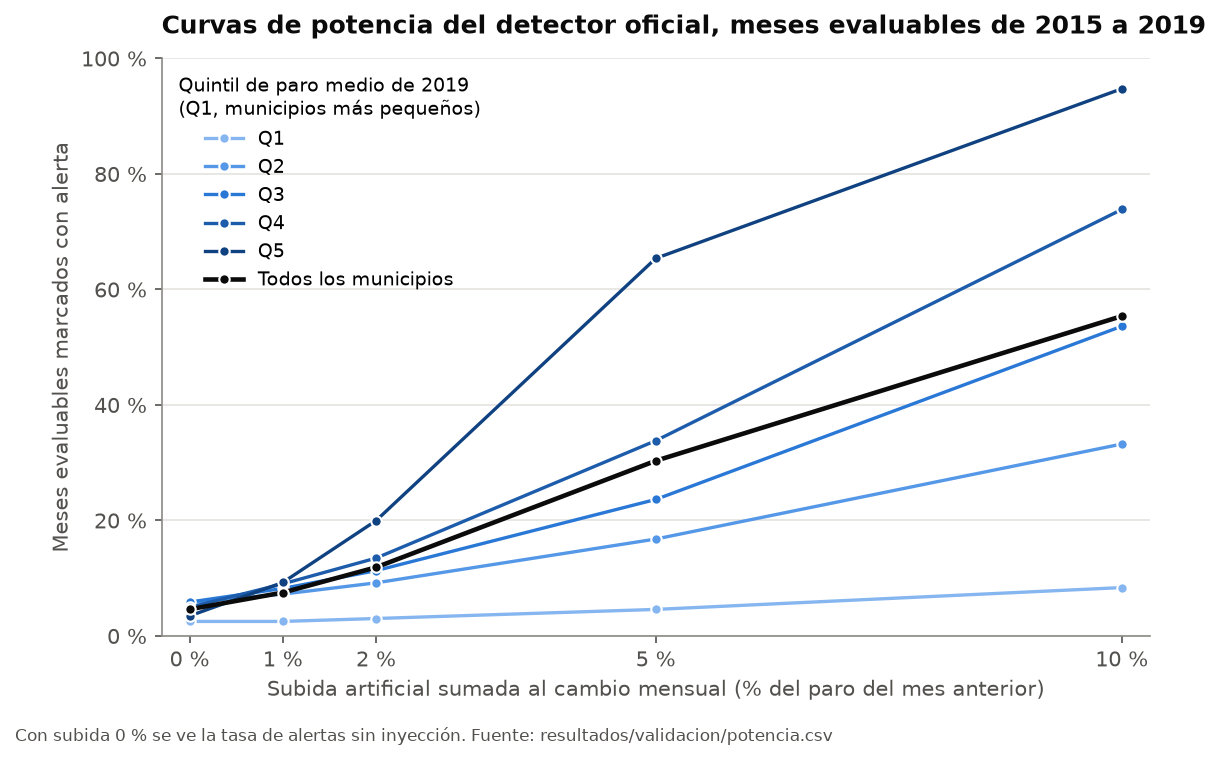 Curvas de potencia del detector oficial, meses evaluables de 2015 a 2019
100 %
80 %
60 %
40 %
20 %
0 %
Meses evaluables marcados con alerta
Quintil de paro medio de 2019
(Q1, municipios más pequeños)
Q1
Q2
Q3
Q4
Q5
Todos los municipios
0 %
1 %
2 %
5 %
10 %
Subida artificial sumada al cambio mensual (% del paro del mes anterior)
Con subida 0 % se ve la tasa de alertas sin inyección. Fuente: resultados/validacion/potencia.csv